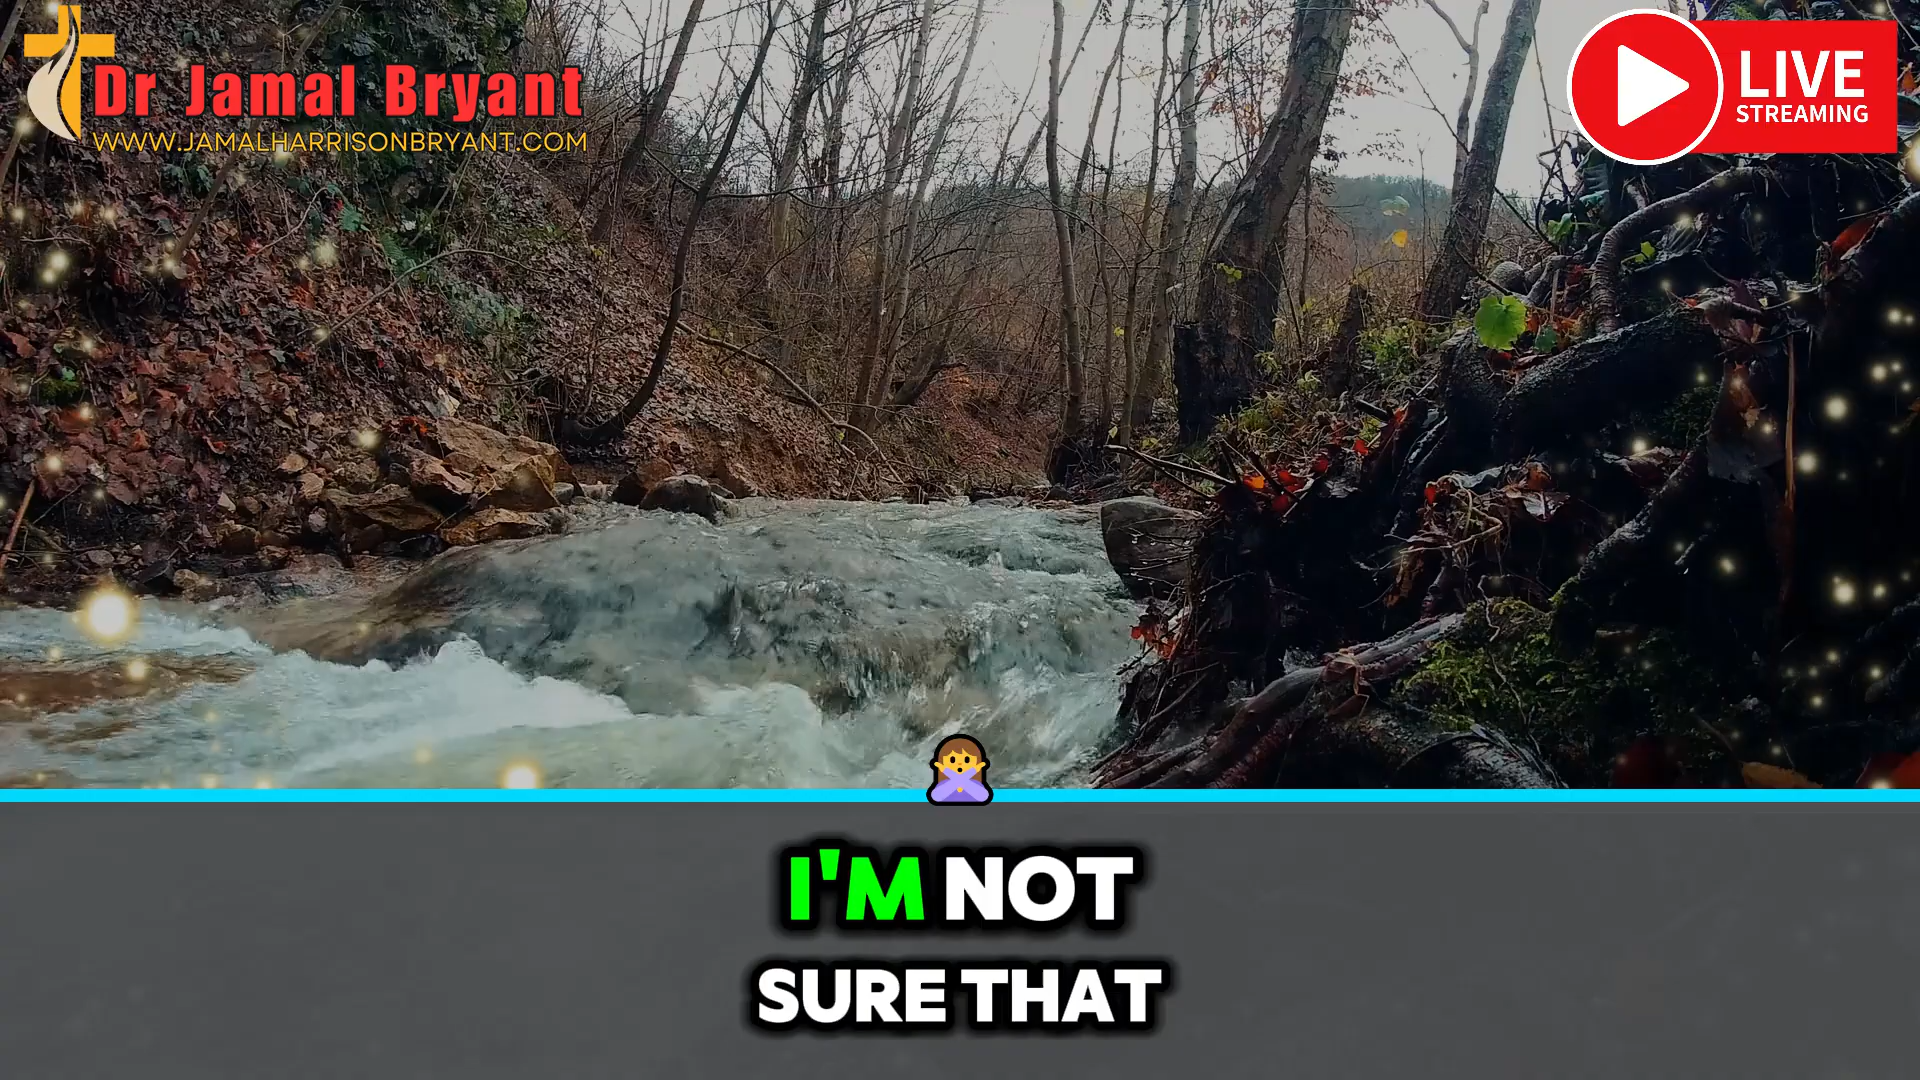 Dr Jamal Bryant
WWW.JAMALHARRISONBRYANT.COM
LIVE
STREAMING
I'M NOT
SURE THAT